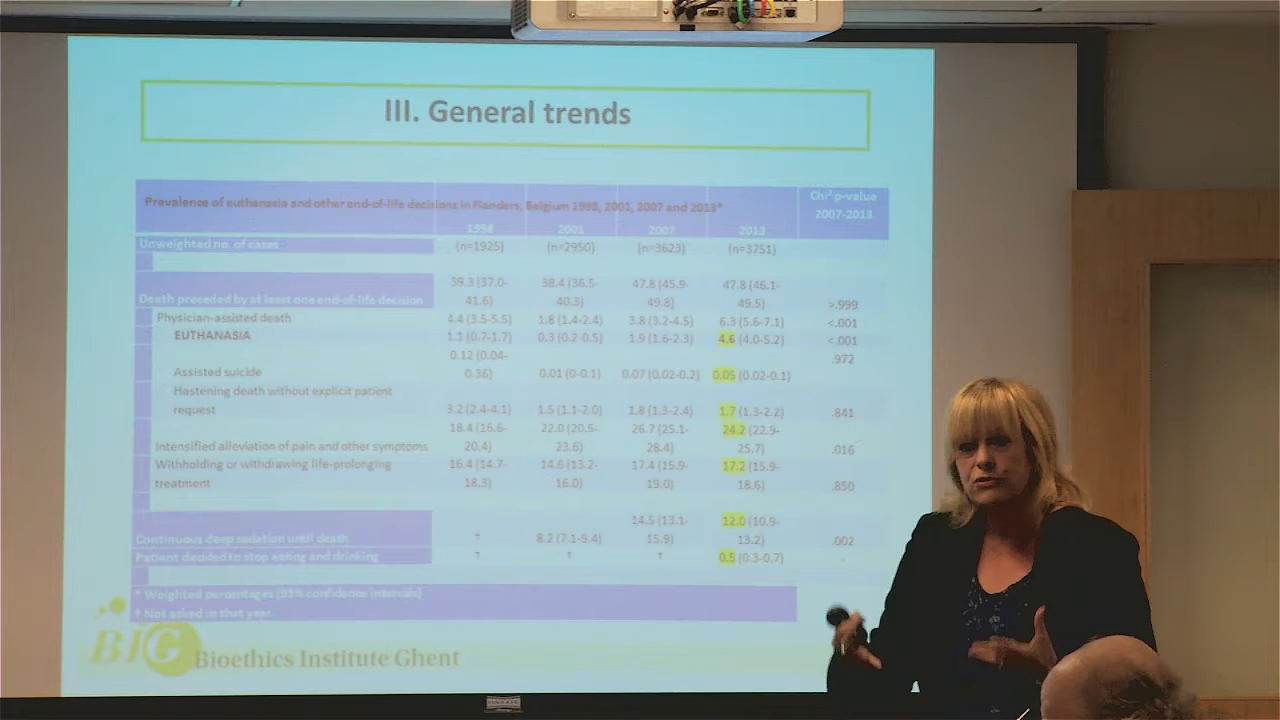 III. General trends
Prevalence of euthanasia and other end-of-life decisions in Flanders, Belgium 1998, 2001, 2007 and 2013*
1998 2001 2007 2013
Chi² p-value
2007-2013
Unweighted no. of cases (n=1925) (n=2950) (n=3623) (n=3751)
39.3 (37.0- 38.4 (36.5- 47.8 (45.9- 47.8 (46.1-
Death preceded by at least one end-of-life decision 41.6) 40.3) 49.8) 49.5) >.999
Physician-assisted death 4.4 (3.5-5.5) 1.8 (1.4-2.4) 3.8 (3.2-4.5) 6.3 (5.6-7.1) <.001
EUTHANASIA 1.1 (0.7-1.7) 0.3 (0.2-0.5) 1.9 (1.6-2.3) 4.6 (4.0-5.2) <.001
0.12 (0.04- .972
Assisted suicide 0.36) 0.01 (0-0.1) 0.07 (0.02-0.2) 0.05 (0.02-0.1)
Hastening death without explicit patient
request 3.2 (2.4-4.1) 1.5 (1.1-2.0) 1.8 (1.3-2.4) 1.7 (1.3-2.2) .841
18.4 (16.6- 22.0 (20.5- 26.7 (25.1- 24.2 (22.9-
Intensified alleviation of pain and other symptoms 20.4) 23.6) 28.4) 25.7) .016
Withholding or withdrawing life-prolonging 16.4 (14.7- 14.6 (13.2- 17.4 (15.9- 17.2 (15.9-
treatment 18.3) 16.0) 19.0) 18.6) .850
14.5 (13.1- 12.0 (10.9-
Continuous deep sedation until death † 8.2 (7.1-9.4) 15.9) 13.2) .002
Patient decided to stop eating and drinking † † † 0.5 (0.3-0.7) -
* Weighted percentages (95% confidence intervals)
† Not asked in that year.
BIG Bioethics Institute Ghent